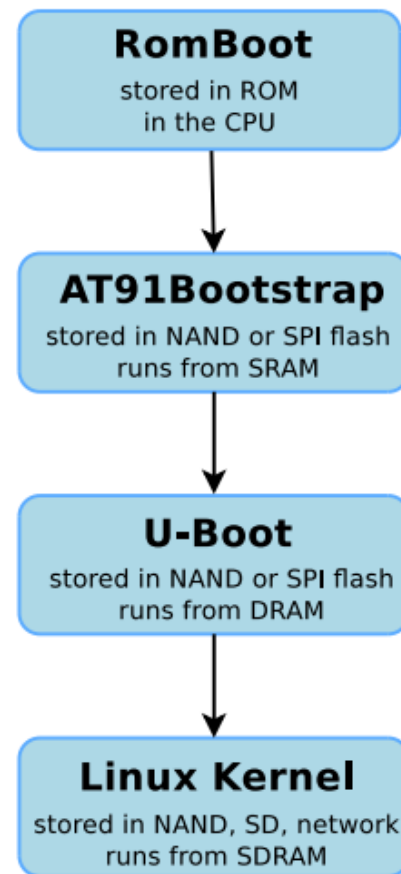 RomBoot
stored in ROM
in the CPU
AT91Bootstrap
stored in NAND or SPI flash
runs from SRAM
U-Boot
stored in NAND or SPI flash
runs from DRAM
Linux Kernel
stored in NAND, SD, network
runs from SDRAM